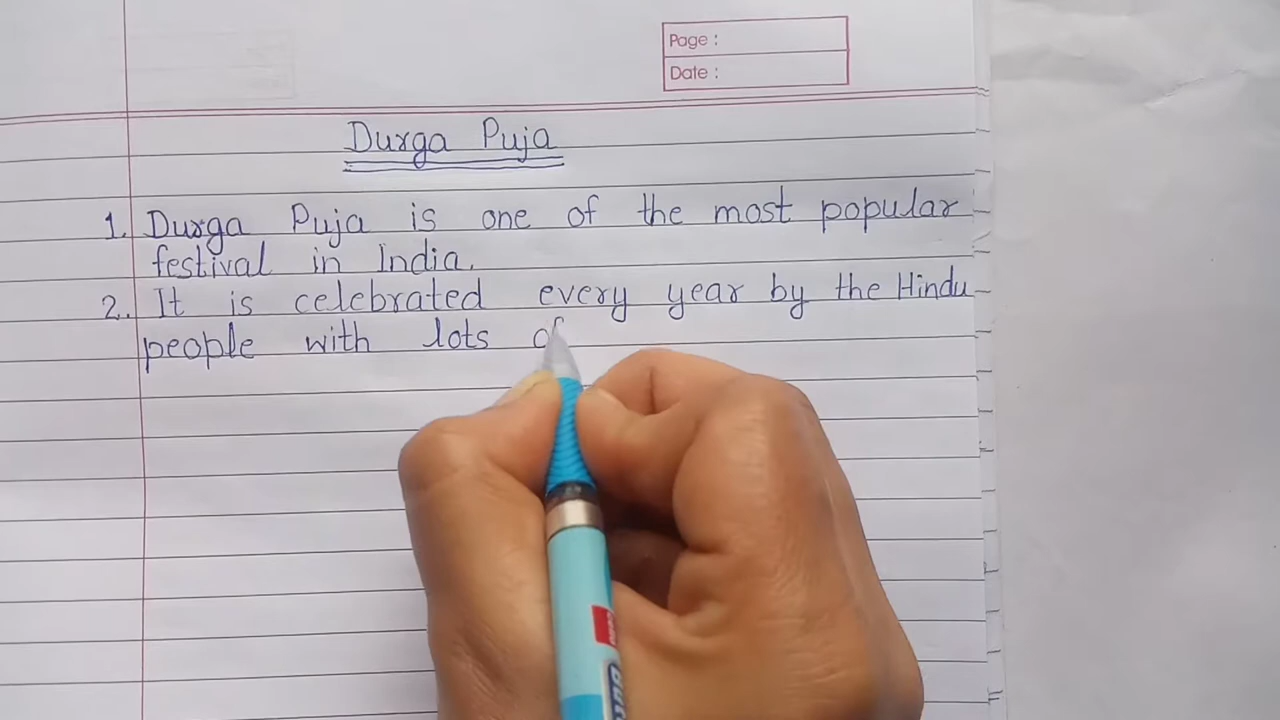 Page :
Date :
Durga Puja
1. Durga Puja is one of the most popular
festival in India.
2. It is celebrated every year by the Hindu
people with lots of